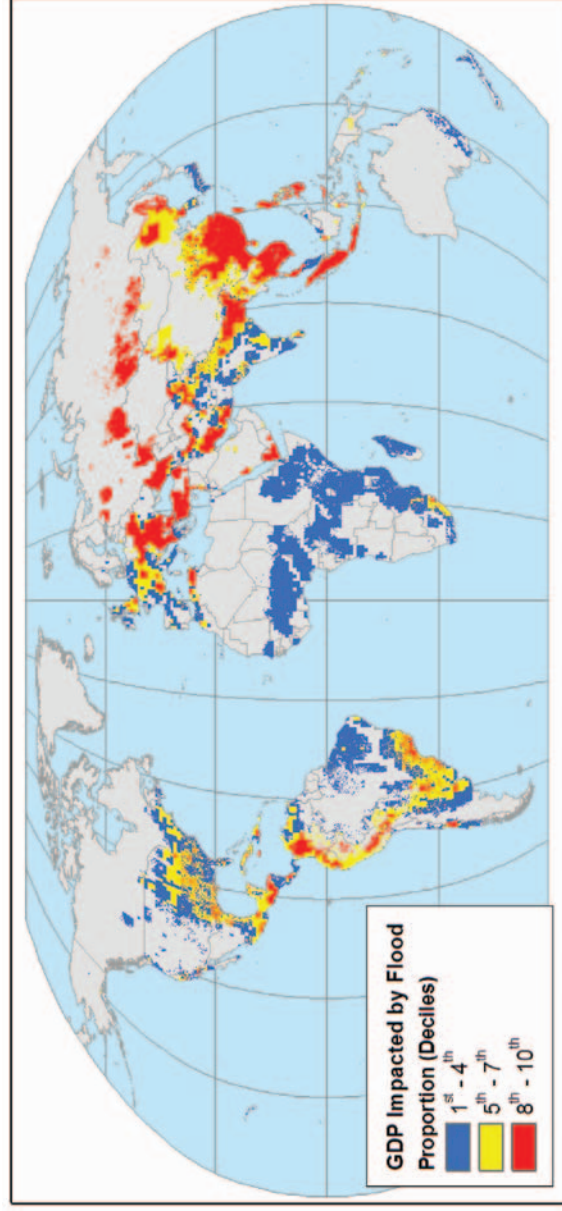 GDP Impacted by Flood
Proportion (Deciles)
1st - 4th
5th - 7th
8th - 10th